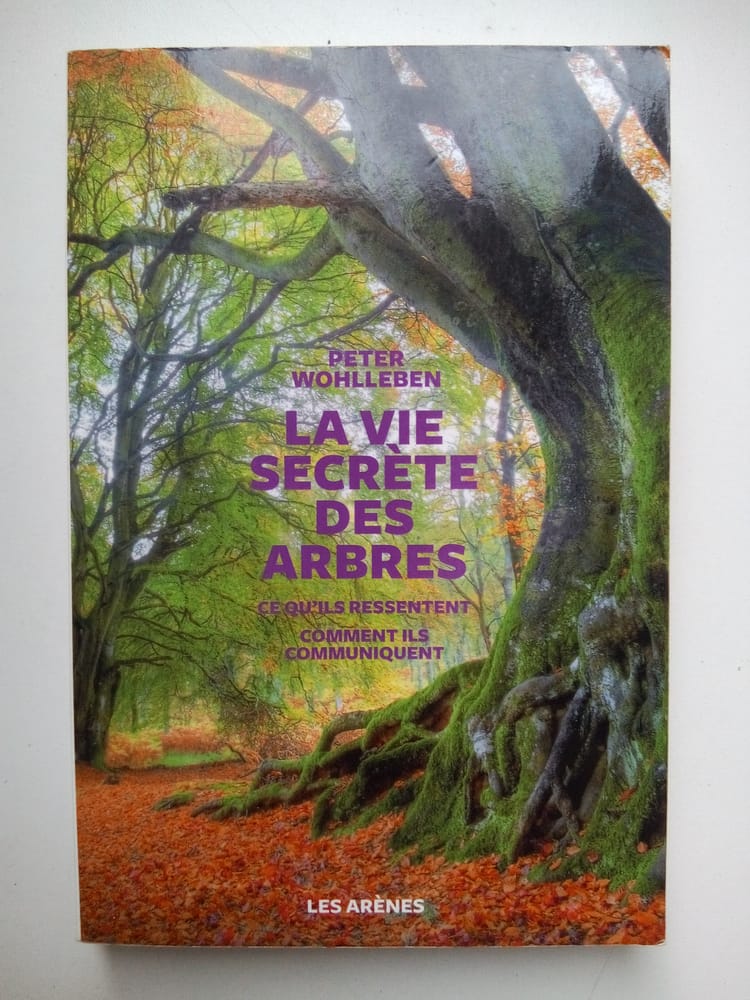 PETER
WOHLLEBEN
LA VIE
SECRÈTE
DES
ARBRES
CE QU'ILS RESSENTENT
COMMENT ILS
COMMUNIQUENT
LES ARÈNES